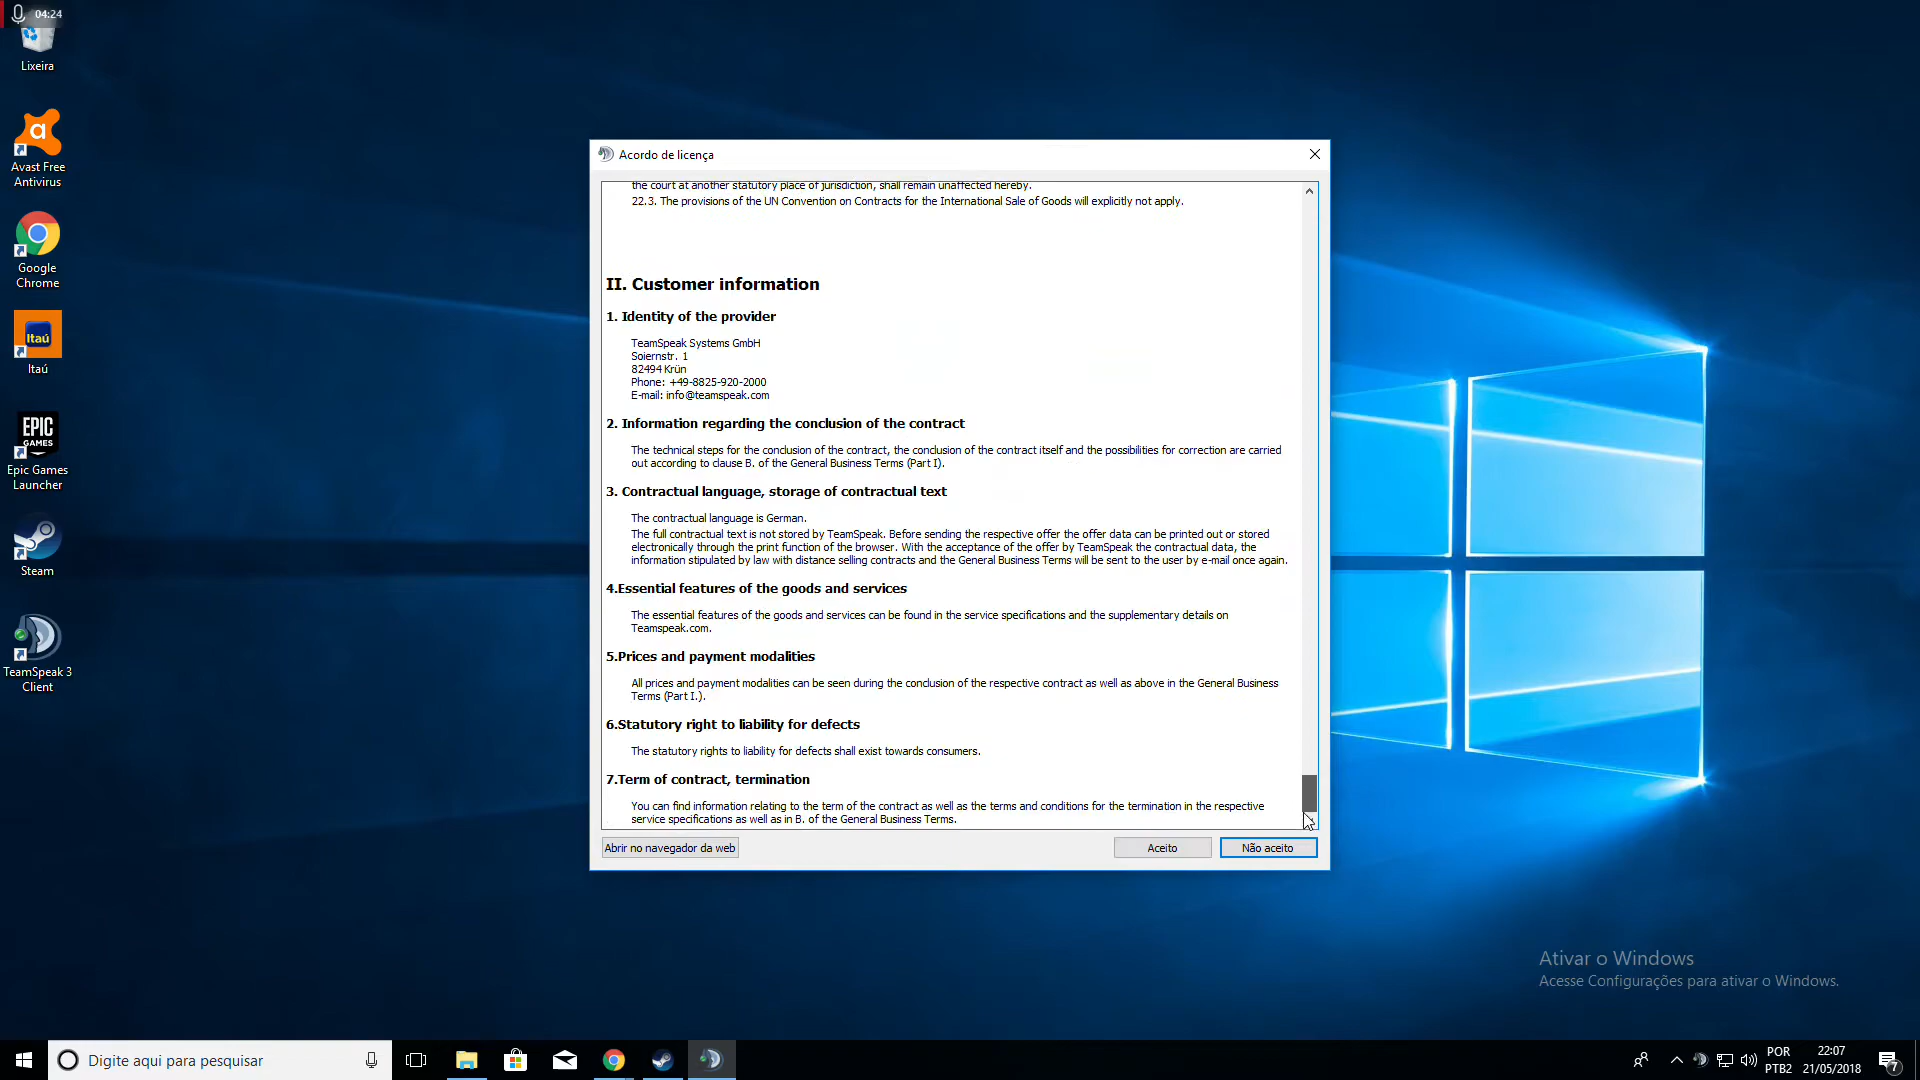 04:24
Lixeira
Avast Free
Antivirus
Google
Chrome
Itaú
Itaú
EPIC
GAMES
Epic Games
Launcher
Steam
TeamSpeak 3
Client
Acordo de licença
the court at another statutory place of jurisdiction, shall remain unaffected hereby.
22.3. The provisions of the UN Convention on Contracts for the International Sale of Goods will explicitly not apply.
II. Customer information
1. Identity of the provider
TeamSpeak Systems GmbH
Soiernstr. 1
82494 Krün
Phone: +49-8825-920-2000
E-mail: info@teamspeak.com
2. Information regarding the conclusion of the contract
The technical steps for the conclusion of the contract, the conclusion of the contract itself and the possibilities for correction are carried
out according to clause B. of the General Business Terms (Part I).
3. Contractual language, storage of contractual text
The contractual language is German.
The full contractual text is not stored by TeamSpeak. Before sending the respective offer the offer data can be printed out or stored
electronically through the print function of the browser. With the acceptance of the offer by TeamSpeak the contractual data, the
information stipulated by law with distance selling contracts and the General Business Terms will be sent to the user by e-mail once again.
4.Essential features of the goods and services
The essential features of the goods and services can be found in the service specifications and the supplementary details on
Teamspeak.com.
5.Prices and payment modalities
All prices and payment modalities can be seen during the conclusion of the respective contract as well as above in the General Business
Terms (Part I.).
6.Statutory right to liability for defects
The statutory rights to liability for defects shall exist towards consumers.
7.Term of contract, termination
You can find information relating to the term of the contract as well as the terms and conditions for the termination in the respective
service specifications as well as in B. of the General Business Terms.
Abrir no navegador da web
Aceito
Não aceito
Ativar o Windows
Acesse Configurações para ativar o Windows.
Digite aqui para pesquisar
POR
PTB2
22:07
21/05/2018
7